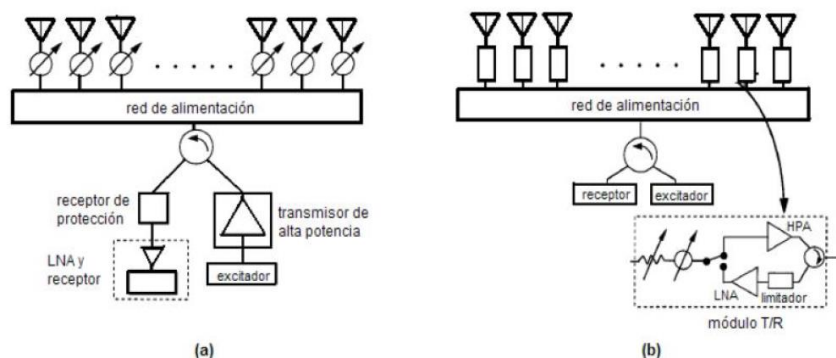 red de alimentación
receptor de
protección
transmisor de
alta potencia
LNA y
receptor
excitador
(a)
red de alimentación
receptor
excitador
HPA
LNA
limitador
módulo T/R
(b)